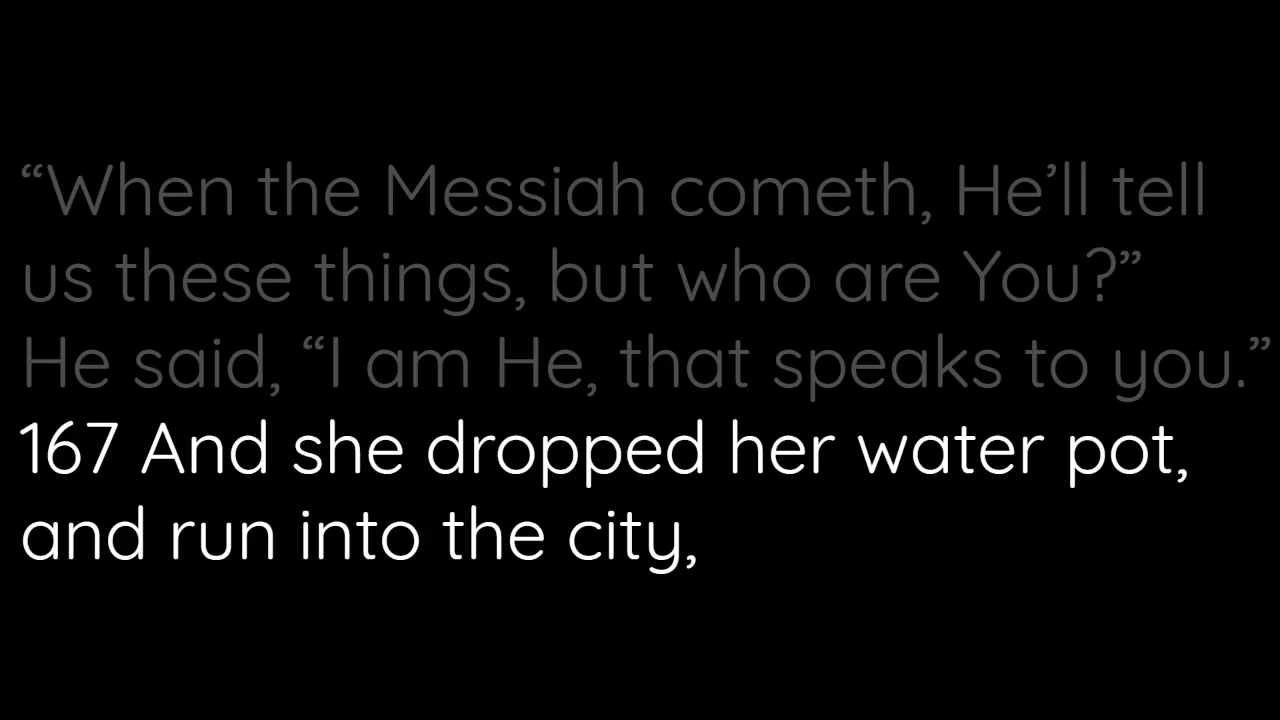 “When the Messiah cometh, He’ll tell
us these things, but who are You?”
He said, “I am He, that speaks to you.”
167 And she dropped her water pot,
and run into the city,